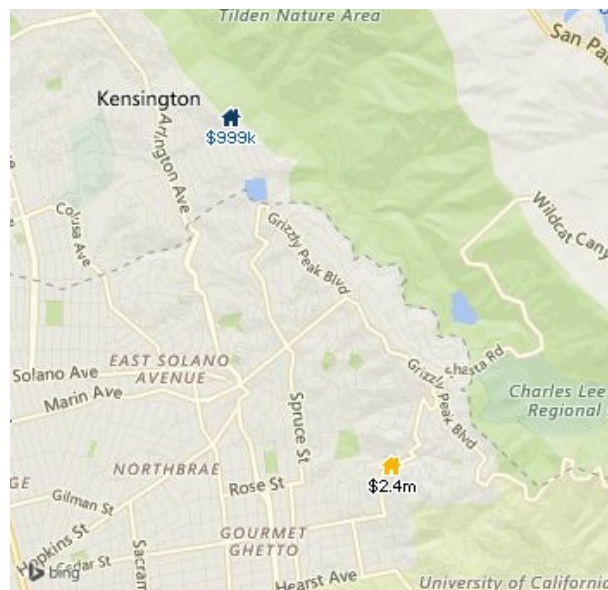 Tilden Nature Area
San Pa
Kensington
$999k
Arlington Ave
Colusa Ave
Grizzly Peak Blvd
Wildcat Cany
EAST SOLANO
AVENUE
Solano Ave
Marin Ave
Shasta Rd
Grizzly Peak Blvd
Charles Lee
Regional
Spruce St
NORTHBRAE
$2.4m
Rose St
GE
Gilman St
Hopkins St
Sacram
GOURMET
GHETTO
Cedar St
bing
Hearst Ave
University of California